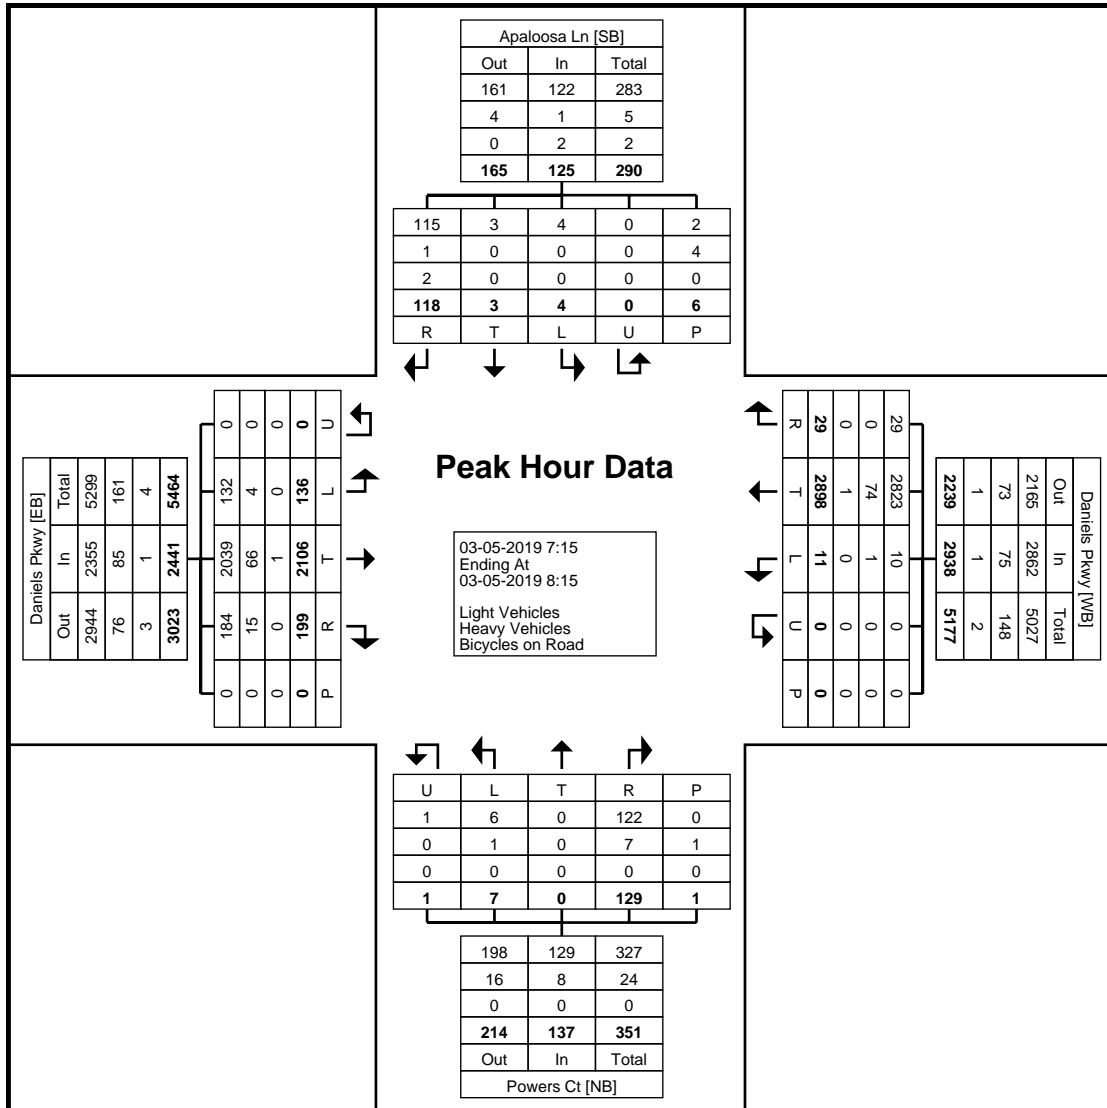 Apaloosa Ln [SB]
Out In Total
161 122 283
4 1 5
0 2 2
165 125 290
115 3 4 0 2
1 0 0 0 4
2 0 0 0 0
118 3 4 0 6
R T L U P
Daniels Pkwy [EB]
Total In Out
5299 2355 2944
161 85 76
4 1 3
5464 2441 3023
0 132 2039 184 0
0 4 66 15 0
0 0 1 0 0
0 136 2106 199 0
U L T R P
Peak Hour Data
03-05-2019 7:15
Ending At
03-05-2019 8:15
Light Vehicles
Heavy Vehicles
Bicycles on Road
Daniels Pkwy [WB]
Out In Total
2165 2862 5027
73 75 148
1 1 2
2239 2938 5177
29 2823 10 0 0
0 74 1 0 0
0 1 0 0 0
29 2898 11 0 0
R T L U P
U L T R P
1 6 0 122 0
0 1 0 7 1
0 0 0 0 0
1 7 0 129 1
198 129 327
16 8 24
0 0 0
214 137 351
Out In Total
Powers Ct [NB]